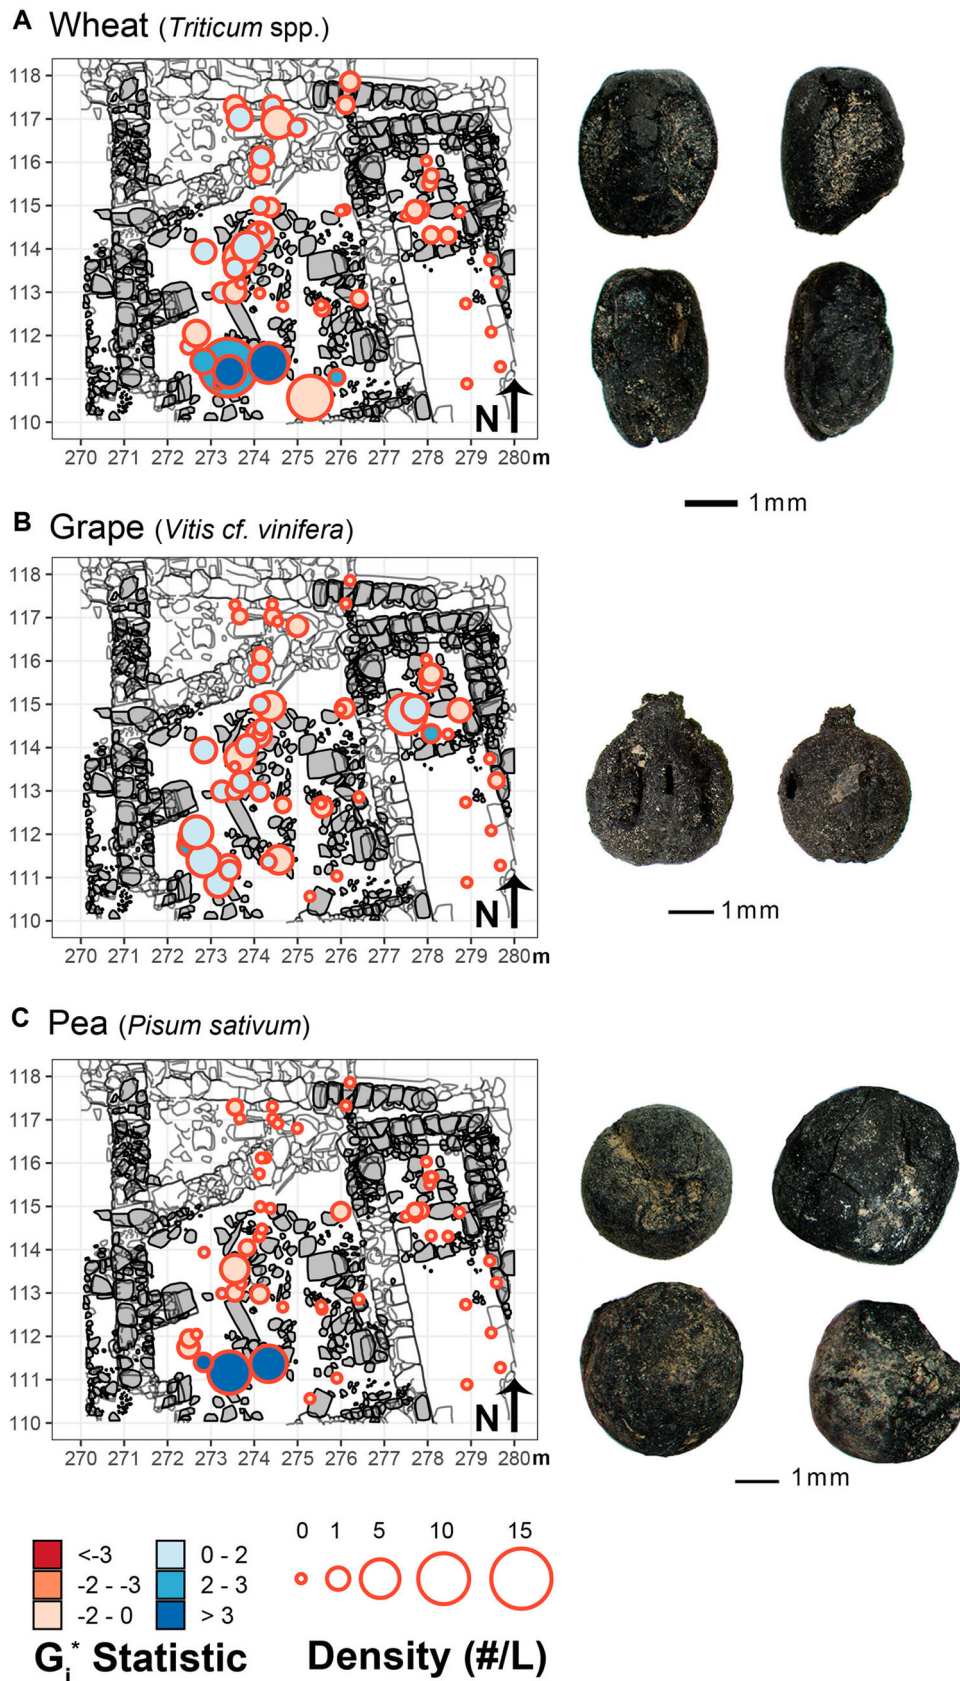 A Wheat (Triticum spp.)
118
117
116
115
114
113
112
111
110
N
270 271 272 273 274 275 276 277 278 279 280 m
1mm
B Grape (Vitis cf. vinifera)
118
117
116
115
114
113
112
111
110
N
270 271 272 273 274 275 276 277 278 279 280 m
1mm
C Pea (Pisum sativum)
118
117
116
115
114
113
112
111
110
N
270 271 272 273 274 275 276 277 278 279 280 m
1mm
0 1 5 10 15
<-3 0 - 2
-2 - -3 2 - 3
-2 - 0 > 3
Gi* Statistic Density (#/L)